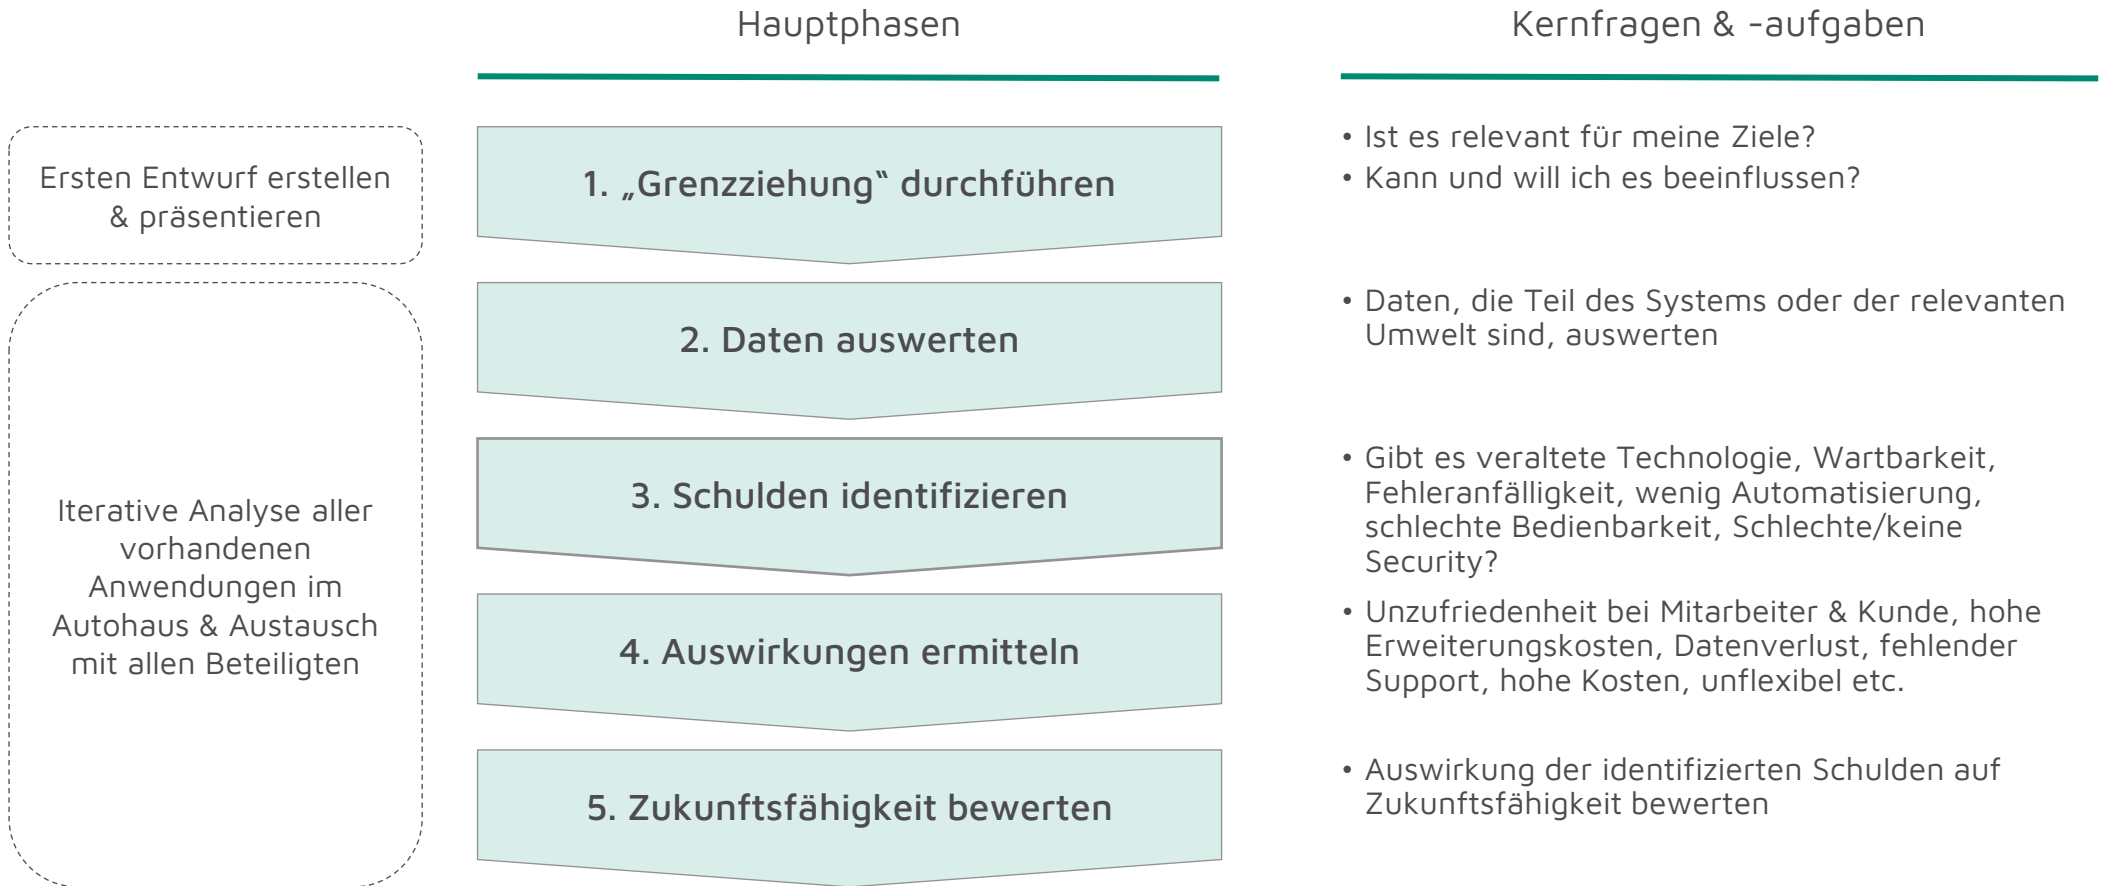 Hauptphasen
Kernfragen & -aufgaben
Ersten Entwurf erstellen
& präsentieren
1. „Grenzziehung“ durchführen
• Ist es relevant für meine Ziele?
• Kann und will ich es beeinflussen?
Iterative Analyse aller
vorhandenen
Anwendungen im
Autohaus & Austausch
mit allen Beteiligten
2. Daten auswerten
• Daten, die Teil des Systems oder der relevanten
Umwelt sind, auswerten
3. Schulden identifizieren
• Gibt es veraltete Technologie, Wartbarkeit,
Fehleranfälligkeit, wenig Automatisierung,
schlechte Bedienbarkeit, Schlechte/keine
Security?
4. Auswirkungen ermitteln
• Unzufriedenheit bei Mitarbeiter & Kunde, hohe
Erweiterungskosten, Datenverlust, fehlender
Support, hohe Kosten, unflexibel etc.
5. Zukunftsfähigkeit bewerten
• Auswirkung der identifizierten Schulden auf
Zukunftsfähigkeit bewerten